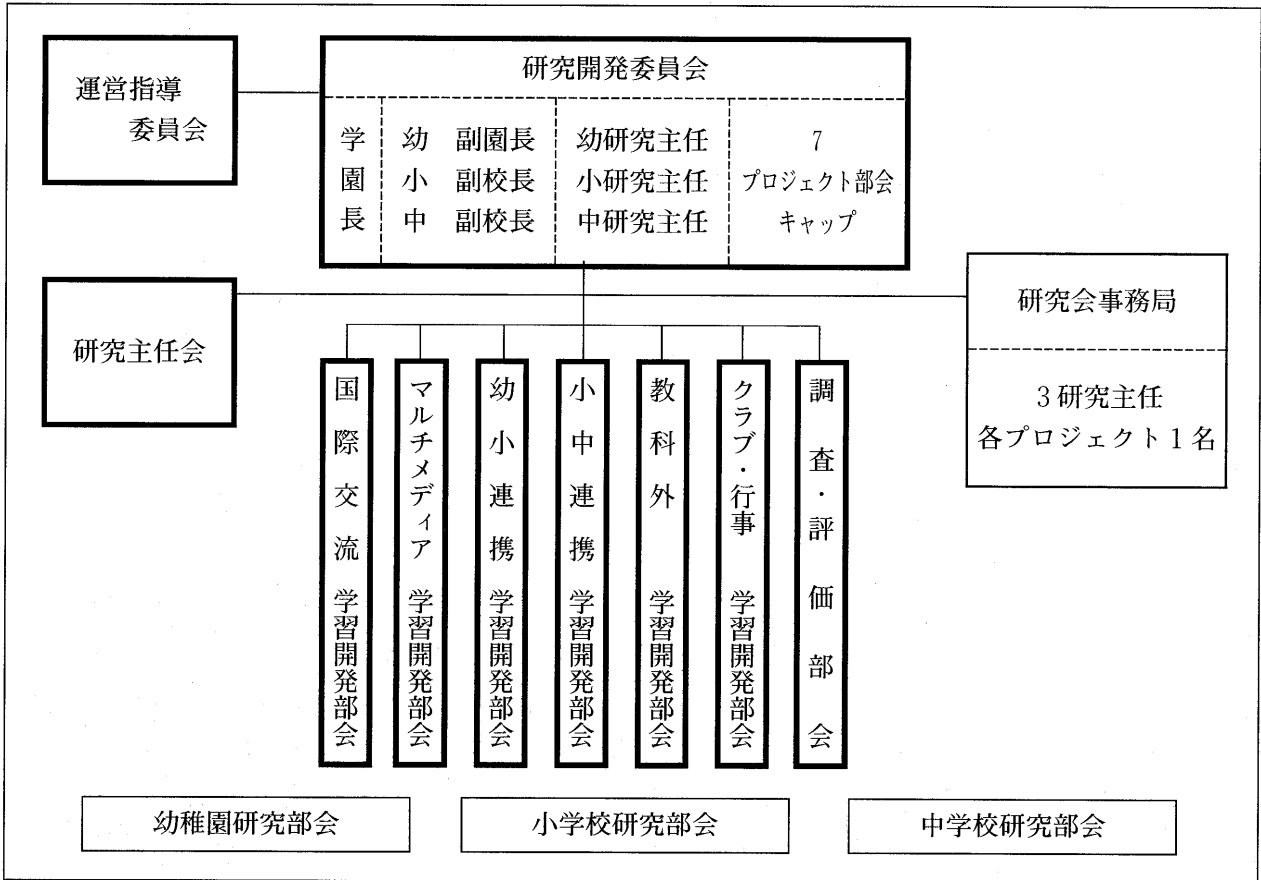 運営指導
委員会
研究開発委員会
学園長
幼 副園長
小 副校長
中 副校長
幼研究主任
小研究主任
中研究主任
7
プロジェクト部会
キャップ
研究主任会
研究会事務局
3研究主任
各プロジェクト1名
国際交流 学習開発部会
マルチメディア 学習開発部会
幼小連携 学習開発部会
小中連携 学習開発部会
教科外 学習開発部会
クラブ・行事 学習開発部会
調査・評価部会
幼稚園研究部会
小学校研究部会
中学校研究部会